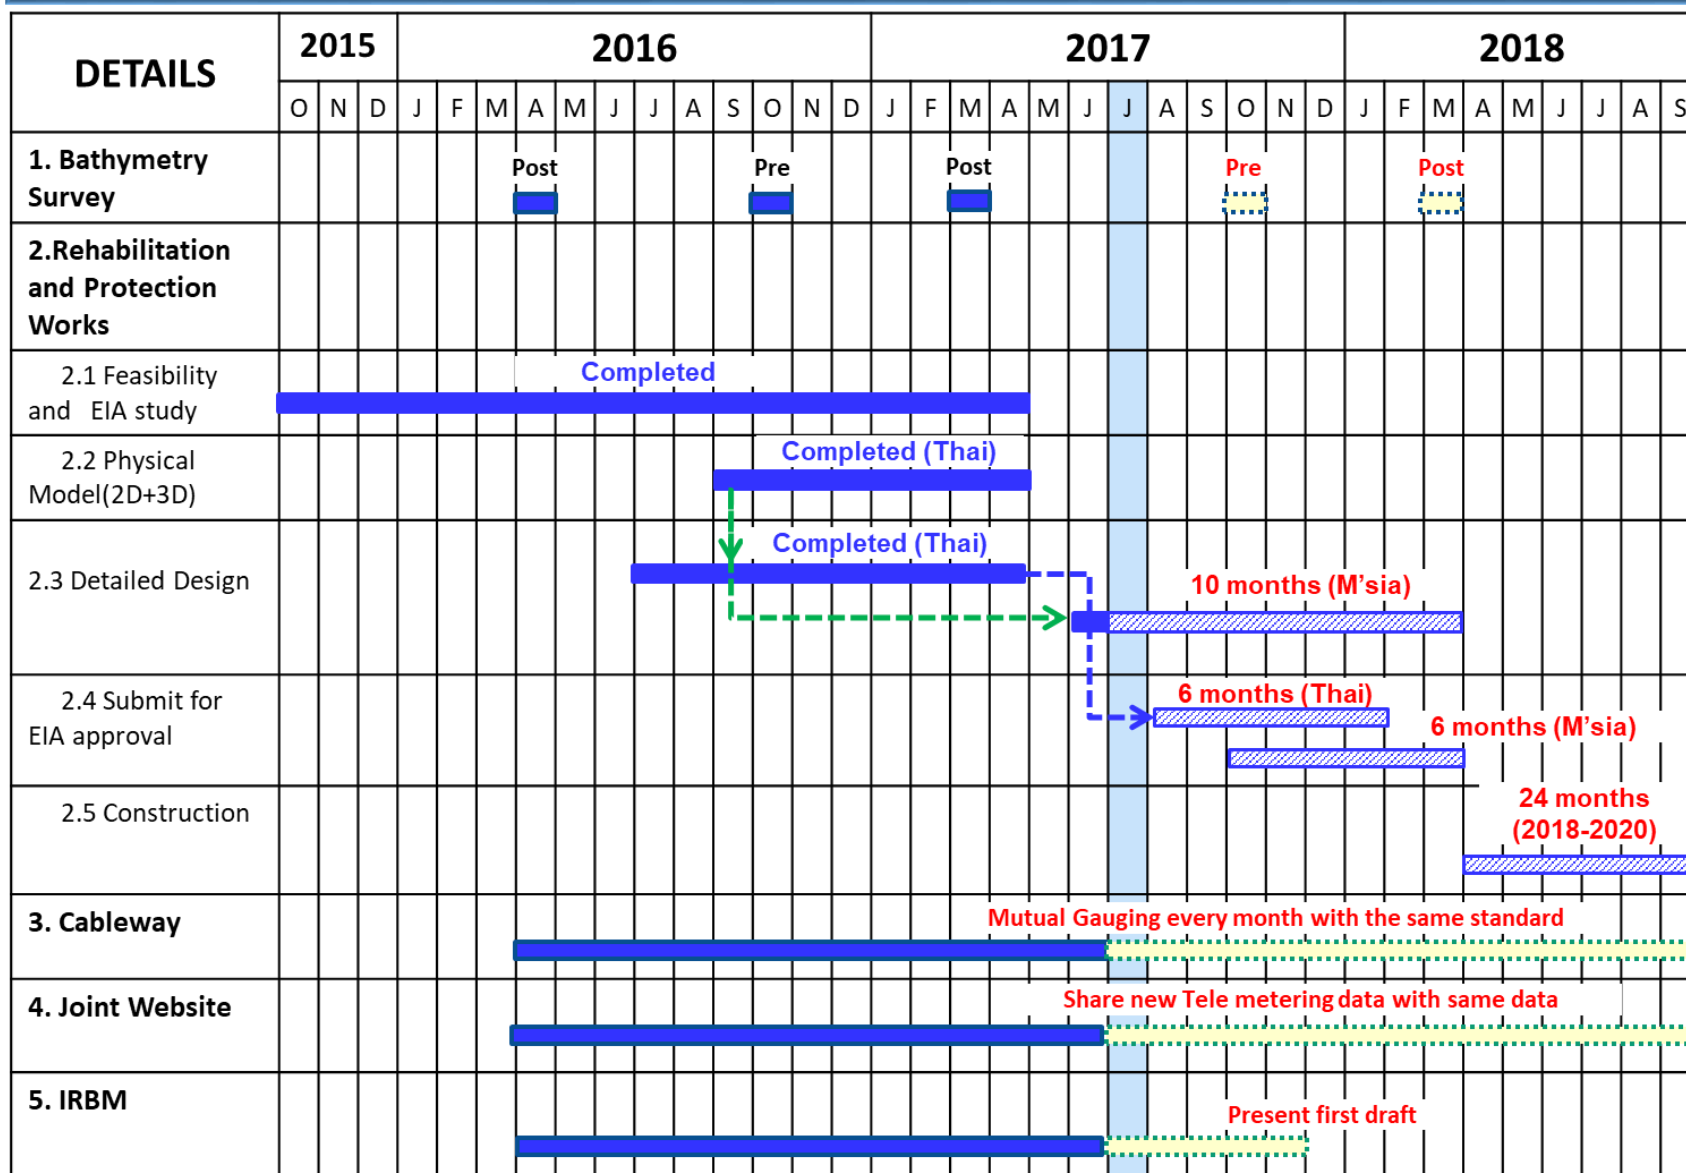 DETAILS
2015 2016 2017 2018
O N D J F M A M J J A S O N D J F M A M J J A S O N D J F M A M J J A S
1. Bathymetry
Survey
Post Pre Post Pre Post
2.Rehabilitation
and Protection
Works
2.1 Feasibility
and EIA study
Completed
2.2 Physical
Model(2D+3D)
Completed (Thai)
2.3 Detailed Design
Completed (Thai)
10 months (M'sia)
2.4 Submit for
EIA approval
6 months (Thai)
6 months (M'sia)
2.5 Construction
24 months
(2018-2020)
3. Cableway
Mutual Gauging every month with the same standard
4. Joint Website
Share new Tele metering data with same data
5. IRBM
Present first draft